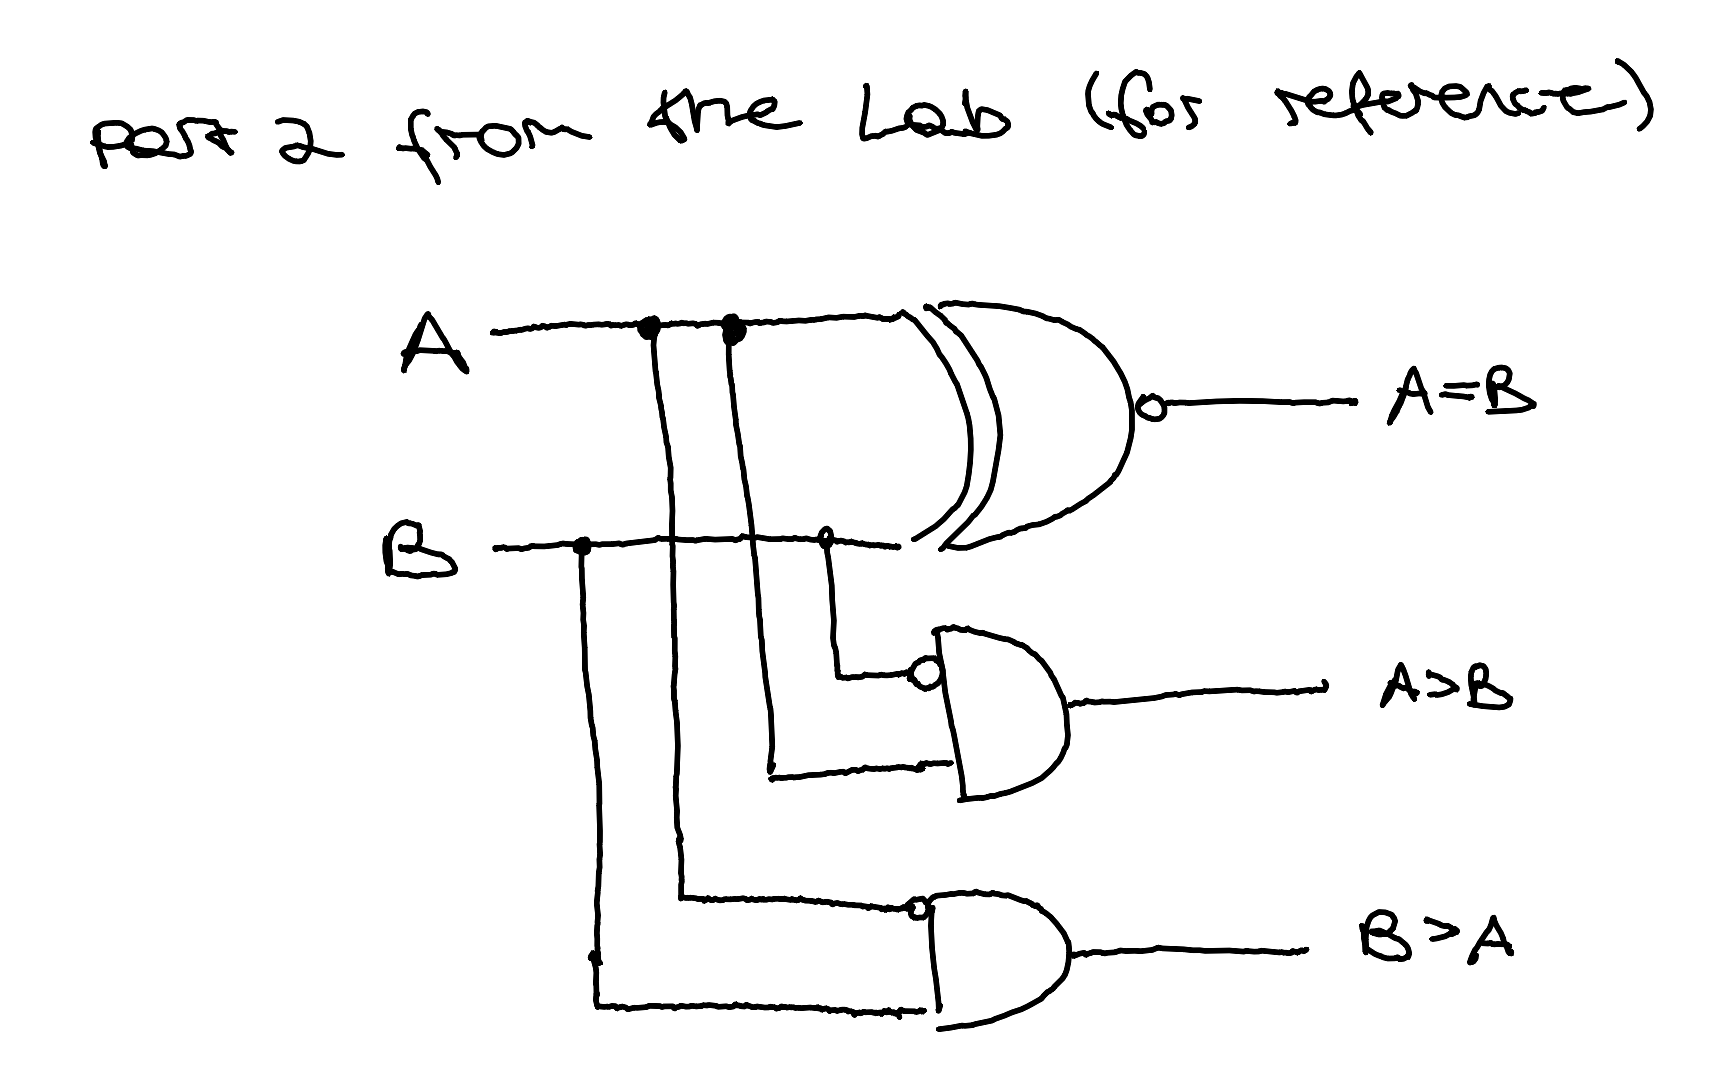 part 2 from the Lab (for reference)
A
A=B
B
A>B
B>A